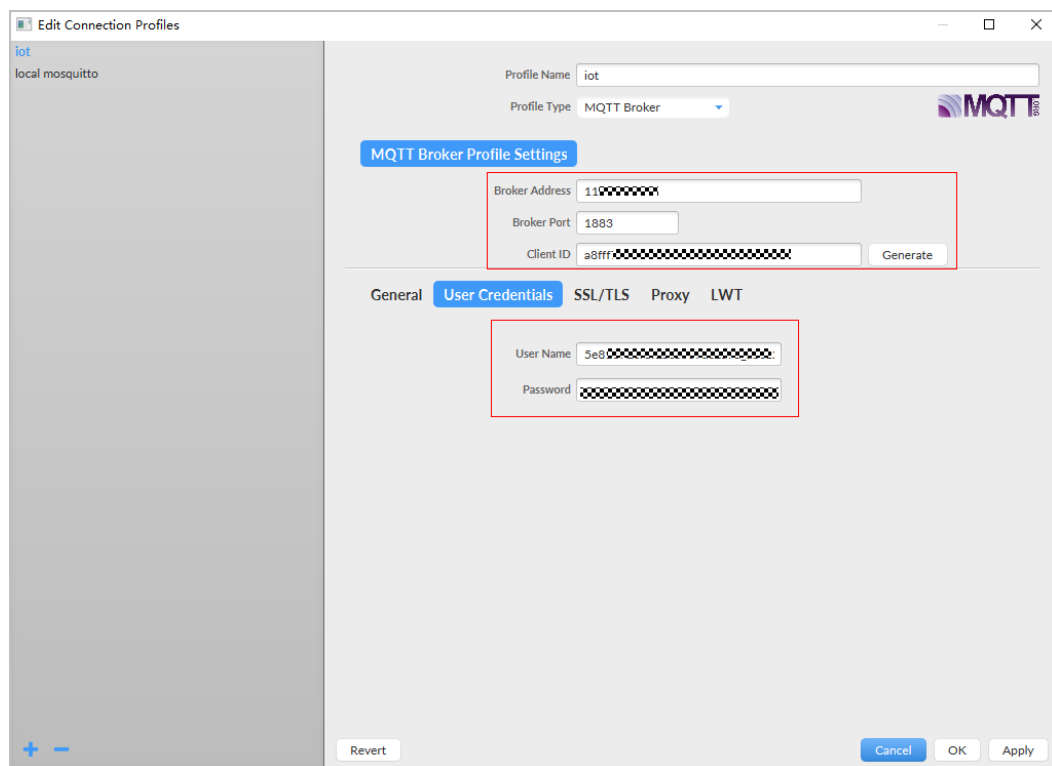 Edit Connection Profiles
iot
local mosquitto
Profile Name iot
Profile Type MQTT Broker
MQTT.ORG
MQTT Broker Profile Settings
Broker Address 11
Broker Port 1883
Client ID a8fff
Generate
General User Credentials SSL/TLS Proxy LWT
User Name 5e8
Password
Revert Cancel OK Apply